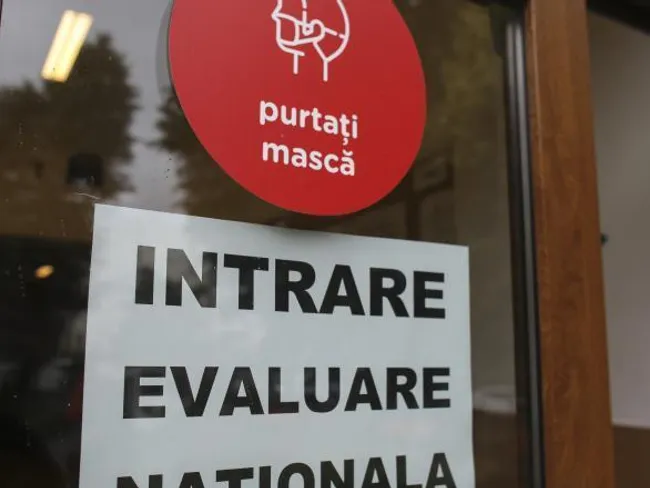 purtați
mască
INTRARE
EVALUARE
NATIONALA